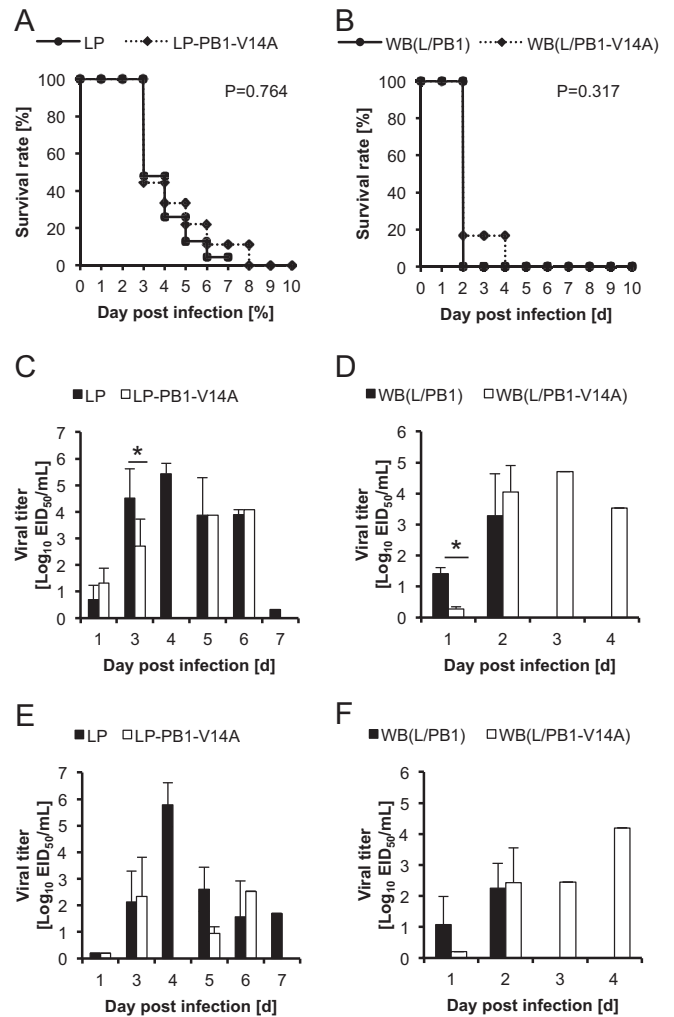 A
B
LP LP-PB1-V14A
WB(L/PB1) WB(L/PB1-V14A)
P=0.764
P=0.317
Survival rate [%]
100
80
60
40
20
0
0 1 2 3 4 5 6 7 8 9 10
Day post infection [%]
Survival rate [%]
100
80
60
40
20
0
0 1 2 3 4 5 6 7 8 9 10
Day post infection [d]
C
LP LP-PB1-V14A
Viral titer
[Log10 EID50/mL]
7
6
5
4
3
2
1
0
*
1 3 4 5 6 7
Day post infection [d]
D
WB(L/PB1) WB(L/PB1-V14A)
Viral titer
[Log10 EID50/mL]
6
5
4
3
2
1
0
*
1 2 3 4
Day post infection [d]
E
LP LP-PB1-V14A
Viral titer
[Log10 EID50/mL]
7
6
5
4
3
2
1
0
1 3 4 5 6 7
Day post infection [d]
F
WB(L/PB1) WB(L/PB1-V14A)
Viral titer
[Log10 EID50/mL]
6
5
4
3
2
1
0
1 2 3 4
Day post infection [d]